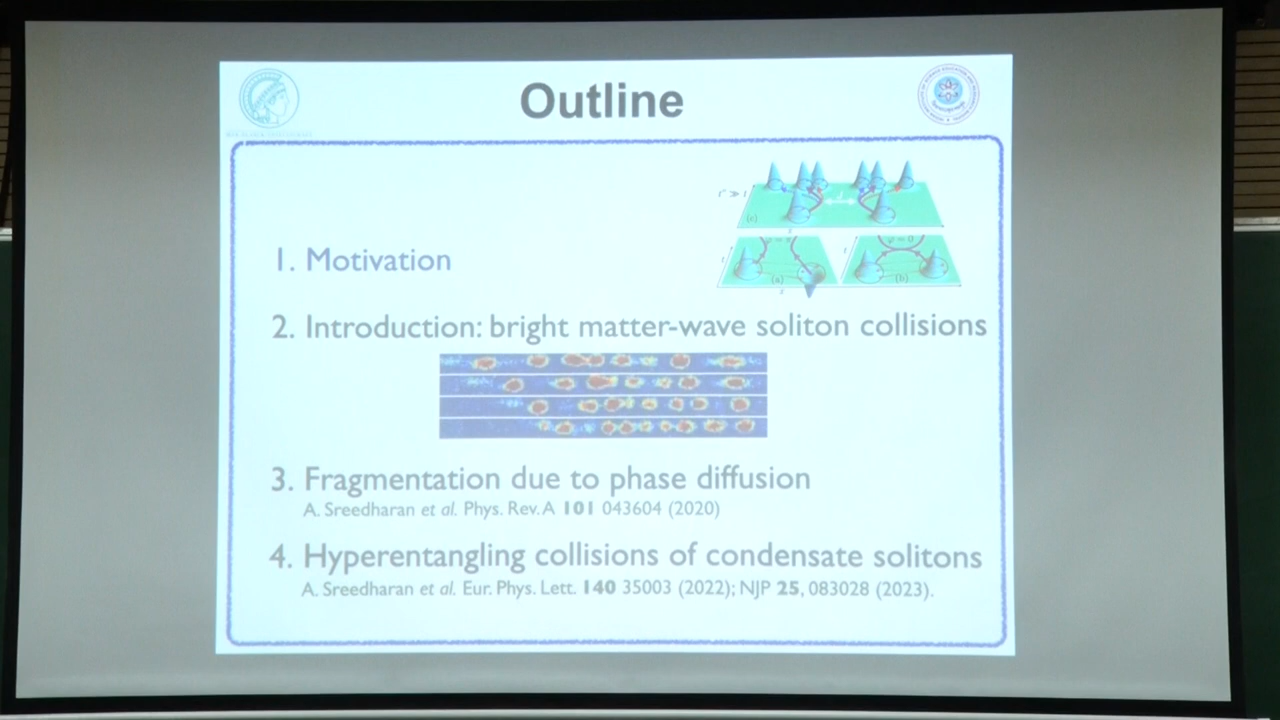 Outline
1. Motivation
2. Introduction: bright matter-wave soliton collisions
3. Fragmentation due to phase diffusion
A. Sreedharan et al. Phys. Rev. A 101 043604 (2020)
4. Hyperentangling collisions of condensate solitons
A. Sreedharan et al. Eur. Phys. Lett. 140 35003 (2022); NJP 25, 083028 (2023).
(c)
(a)
(b)